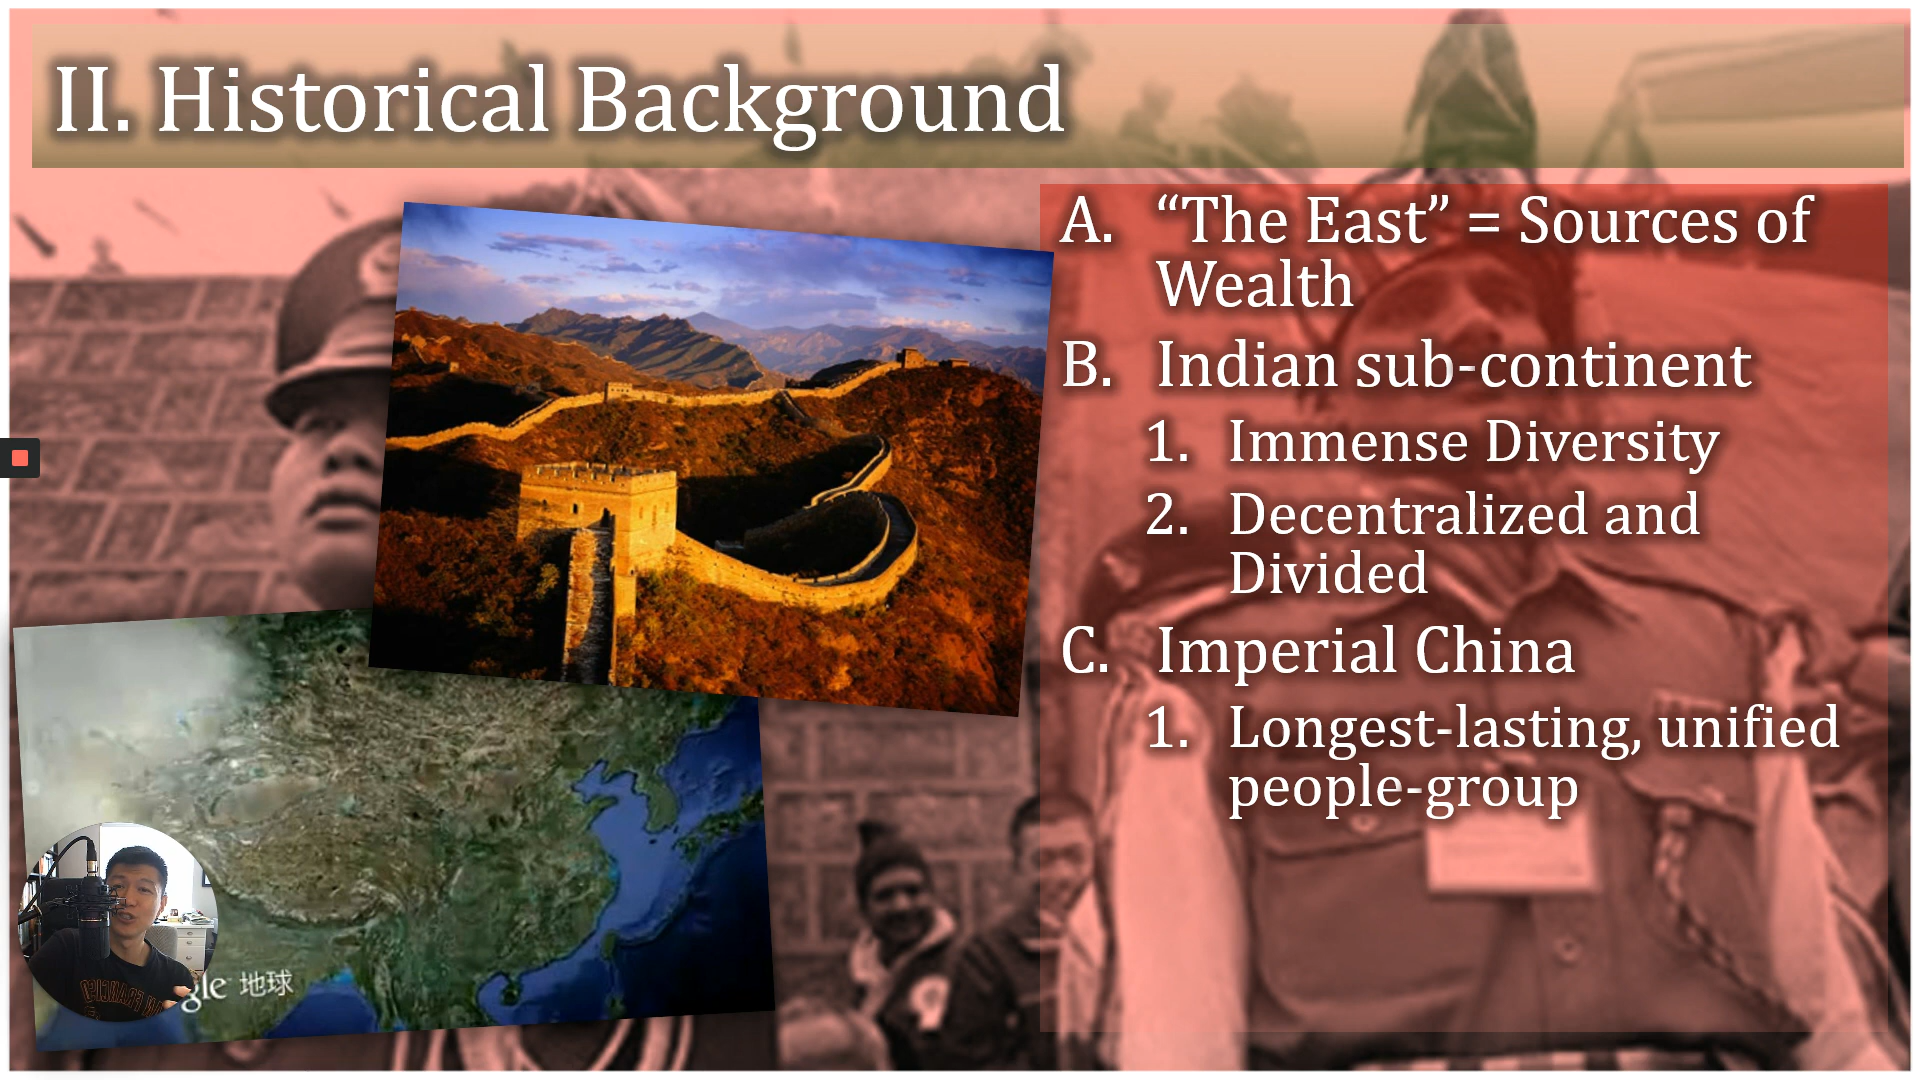 II. Historical Background
A. “The East” = Sources of
Wealth
B. Indian sub-continent
1. Immense Diversity
2. Decentralized and
Divided
C. Imperial China
1. Longest-lasting, unified
people-group
gle 地球